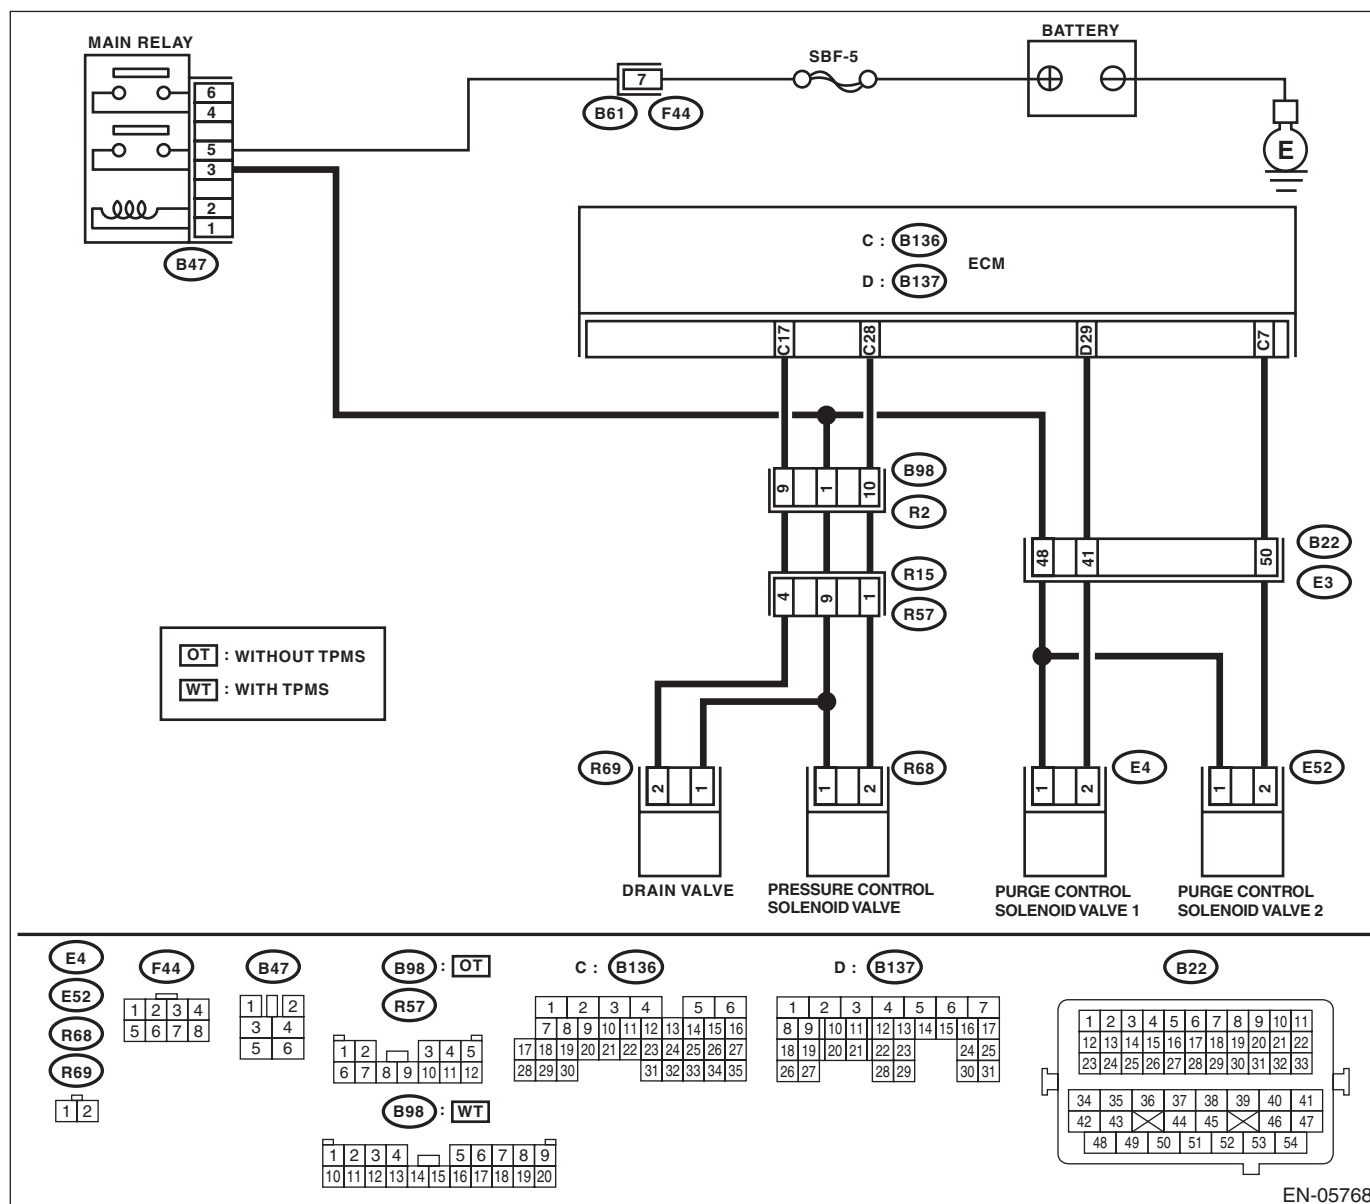 MAIN RELAY
6
4
5
3
2
1
B47
7
B61 F44
SBF-5
BATTERY
E
C : B136
D : B137
ECM
C17 C28 D29 C7
9 1 10
B98
R2
4 9 1
R15
R57
48 41 50
B22
E3
OT : WITHOUT TPMS
WT : WITH TPMS
R69
2 1
1 2
R68
1 2
E4
1 2
E52
DRAIN VALVE
PRESSURE CONTROL
SOLENOID VALVE
PURGE CONTROL
SOLENOID VALVE 1
PURGE CONTROL
SOLENOID VALVE 2
E4
E52
R68
R69
1 2
F44
1 2 3 4
5 6 7 8
B47
1 2
3 4
5 6
B98 : OT
R57
1 2 3 4 5
6 7 8 9 10 11 12
B98 : WT
1 2 3 4 5 6 7 8 9
10 11 12 13 14 15 16 17 18 19 20
C : B136
1 2 3 4 5 6
7 8 9 10 11 12 13 14 15 16
17 18 19 20 21 22 23 24 25 26 27
28 29 30 31 32 33 34 35
D : B137
1 2 3 4 5 6 7
8 9 10 11 12 13 14 15 16 17
18 19 20 21 22 23 24 25
26 27 28 29 30 31
B22
1 2 3 4 5 6 7 8 9 10 11
12 13 14 15 16 17 18 19 20 21 22
23 24 25 26 27 28 29 30 31 32 33
34 35 36 37 38 39 40 41
42 43 44 45 46 47
48 49 50 51 52 53 54
EN-05768